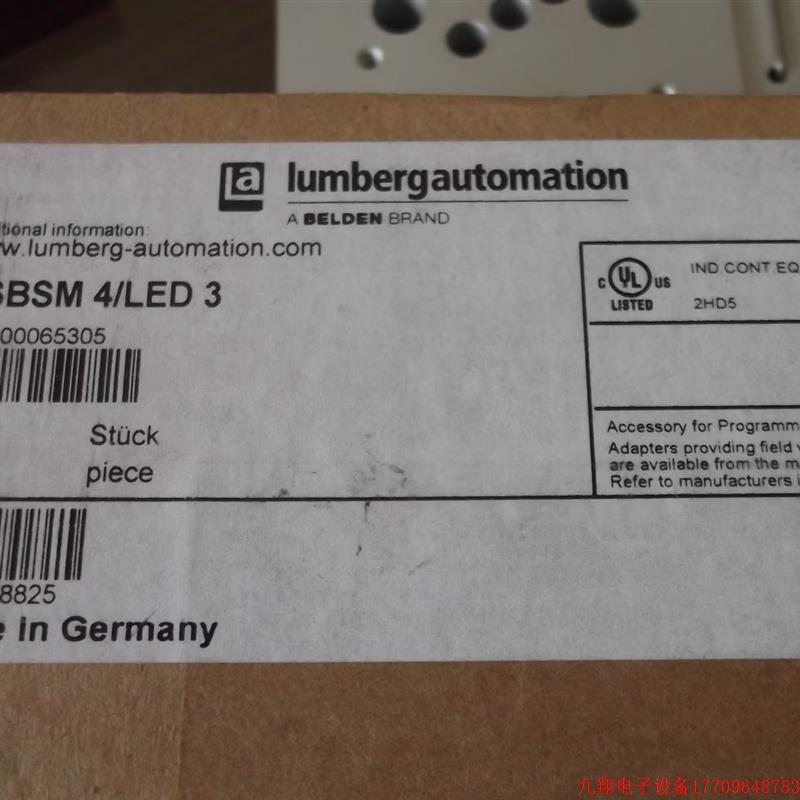 la lumbergautomation
A BELDEN BRAND
itional information:
w.lumberg-automation.com
SBSM 4/LED 3
00065305
Stück
piece
8825
e in Germany
C UL US
LISTED
IND.CONT.EQ
2HD5
Accessory for Programm
Adapters providing field
are available from the m
Refer to manufacturers i
九翔电子设备17709648783